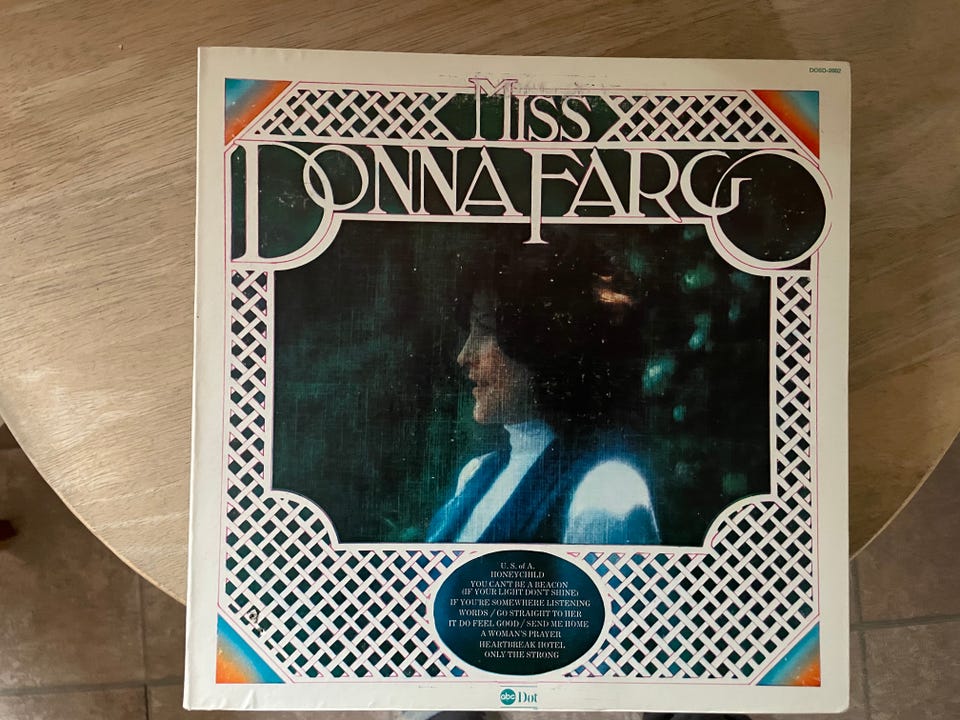 DOSD-2002
MISS
DONNA FARGO
U. S. of A.
HONEYCHILD
YOU CAN'T BE A BEACON
(IF YOUR LIGHT DON'T SHINE)
IF YOU'RE SOMEWHERE LISTENING
WORDS / GO STRAIGHT TO HER
IT DO FEEL GOOD / SEND ME HOME
A WOMAN'S PRAYER
HEARTBREAK HOTEL
ONLY THE STRONG
abc Dot